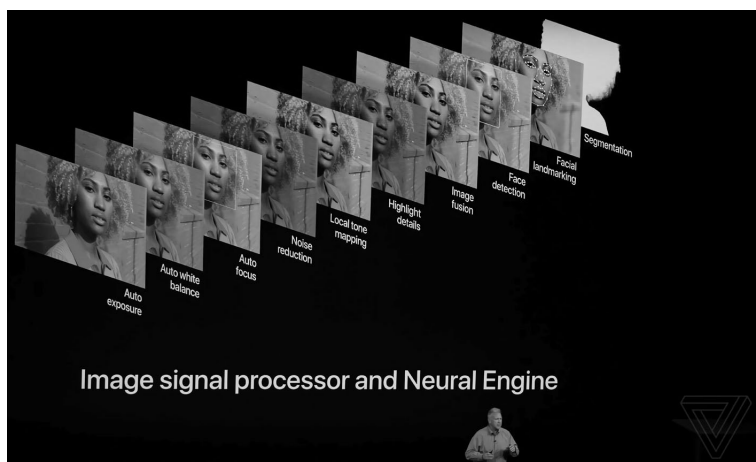 Auto
exposure
Auto white
balance
Auto
focus
Noise
reduction
Local tone
mapping
Highlight
details
Image
fusion
Face
detection
Facial
landmarking
Segmentation
Image signal processor and Neural Engine